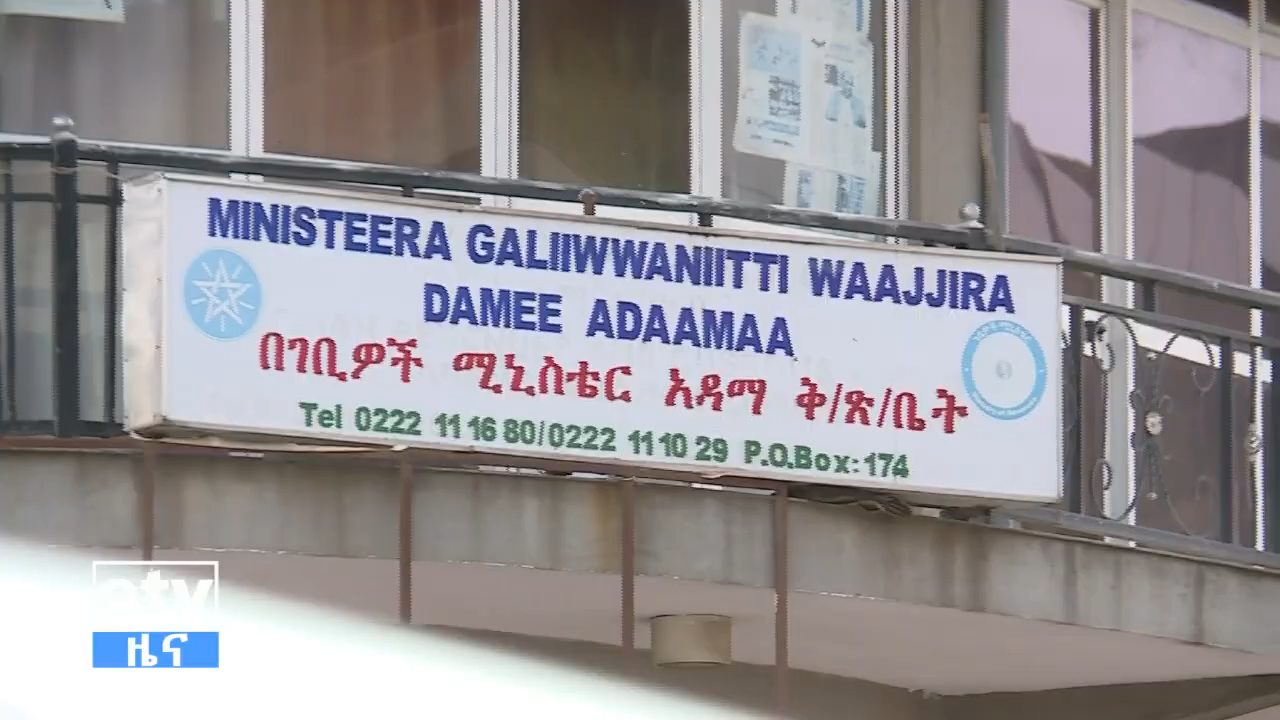 MINISTEERA GALIIWWANIITTI WAAJJIRA
DAMEE ADAAMAA
በገቢዎች ሚኒስቴር አዳማ ቅ/ጽ/ቤት
Tel 0222 11 16 80/0222 11 10 29 P.O.Box:174
etv
ዜና